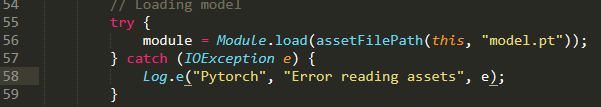 54 // Loading model
55 try {
56 module = Module.load(assetFilePath(this, "model.pt"));
57 } catch (IOException e) {
58 Log.e("Pytorch", "Error reading assets", e);
59 }